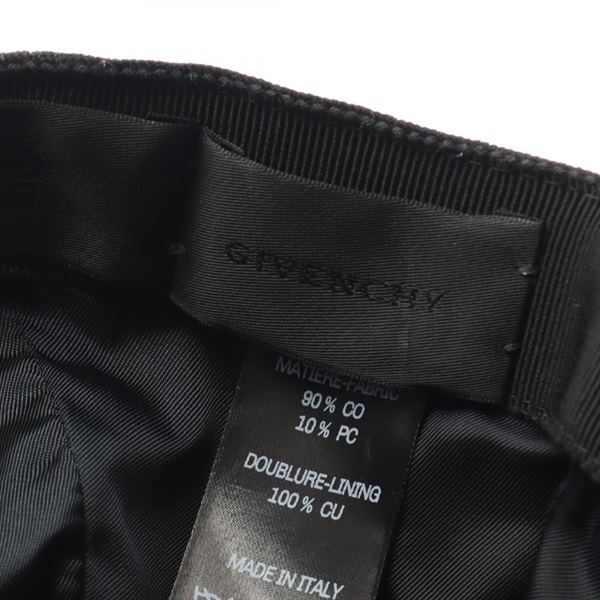 GIVENCHY
MATIERE-FABRIC
90% CO
10% PC
DOUBLURE-LINING
100% CU
MADE IN ITALY